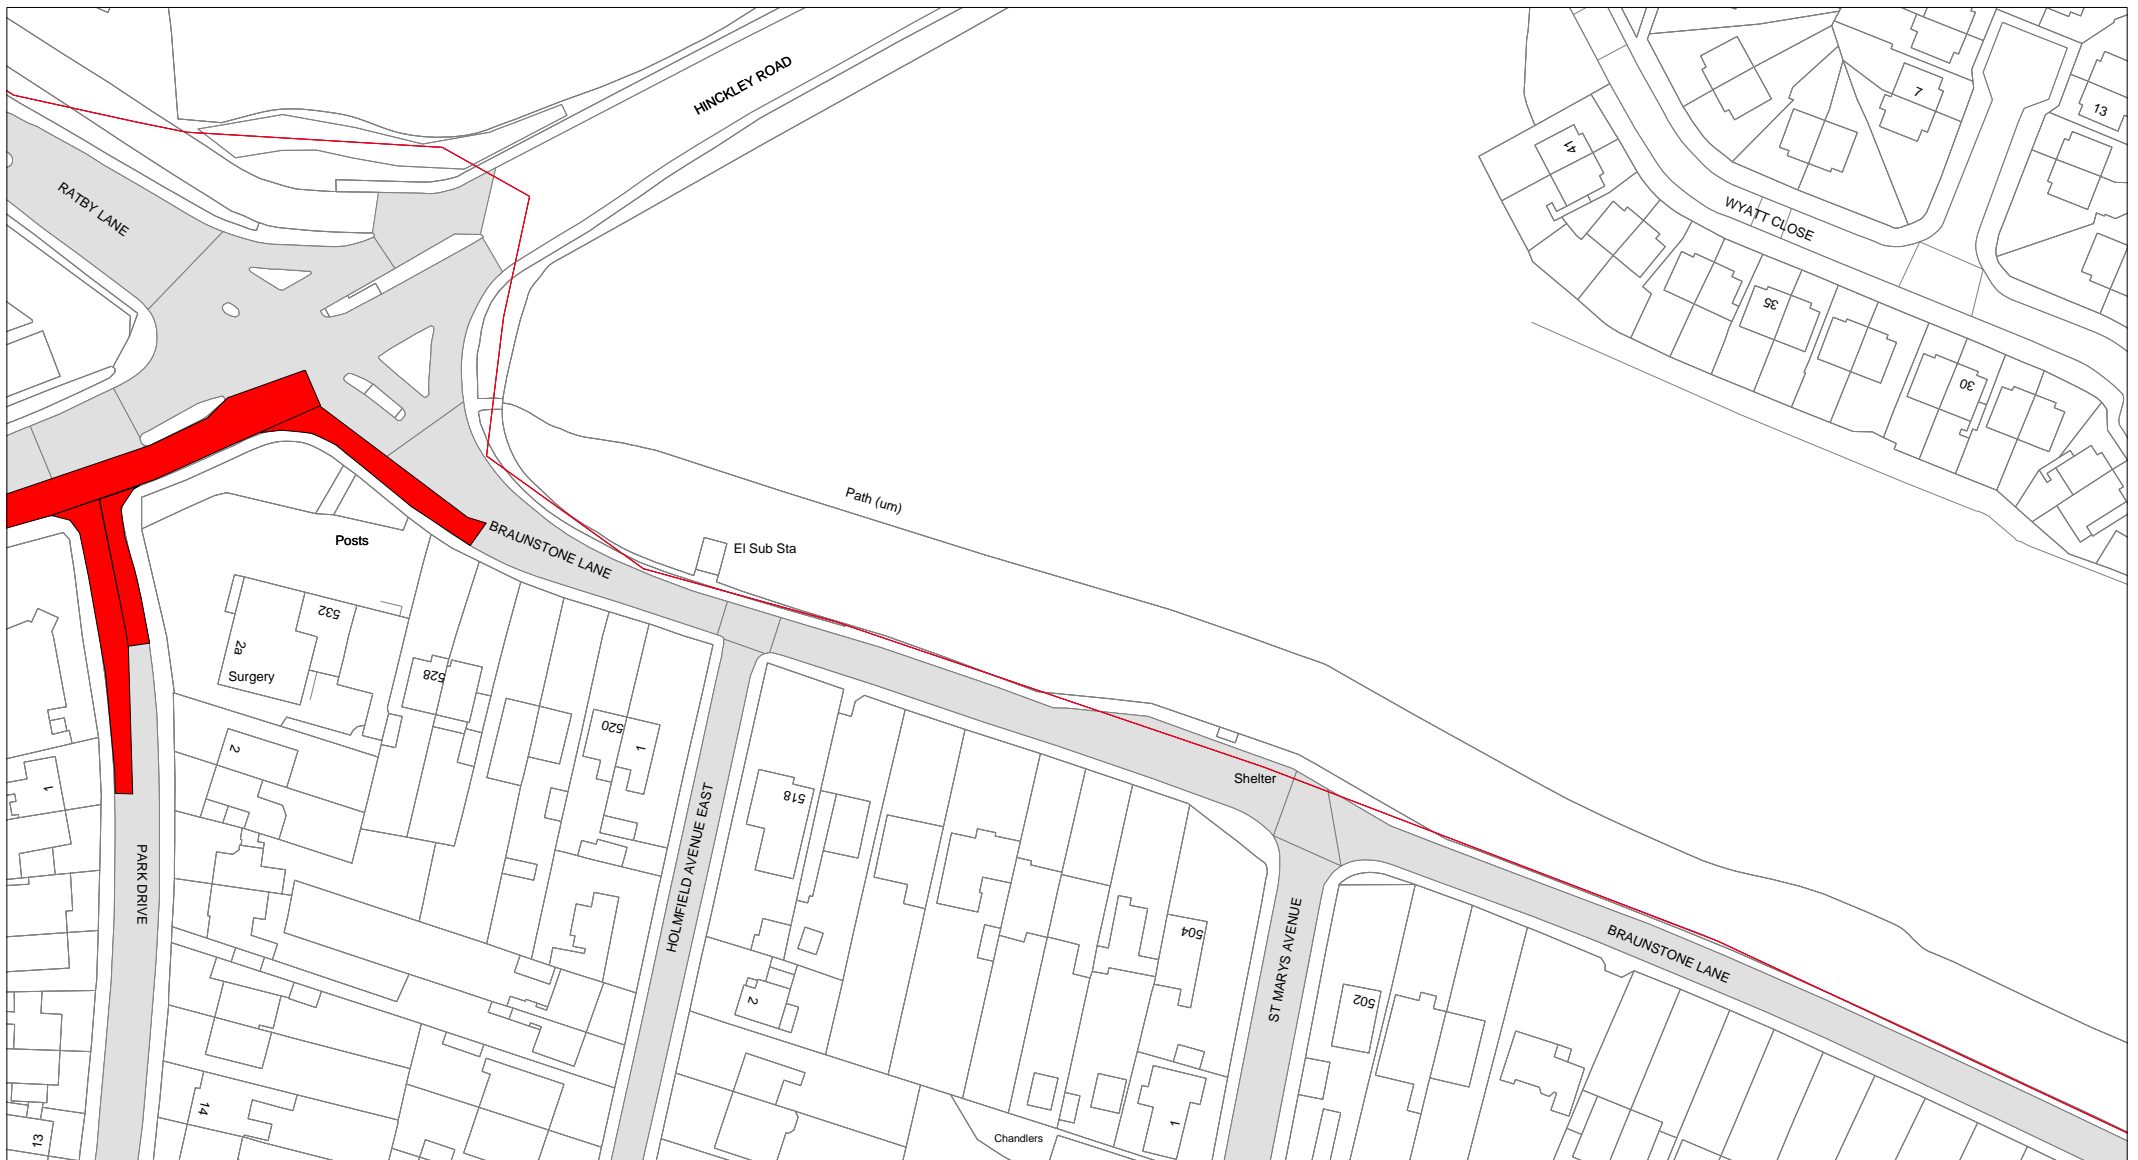 HINCKLEY ROAD
7
13
41
RATBY LANE
WYATT CLOSE
35
30
Path (um)
Posts
BRAUNSTONE LANE
El Sub Sta
532
2a
Surgery
528
520
1
2
1
Shelter
518
PARK DRIVE
HOLMFIELD AVENUE EAST
504
ST MARYS AVENUE
BRAUNSTONE LANE
2
502
14
13
1
Chandlers